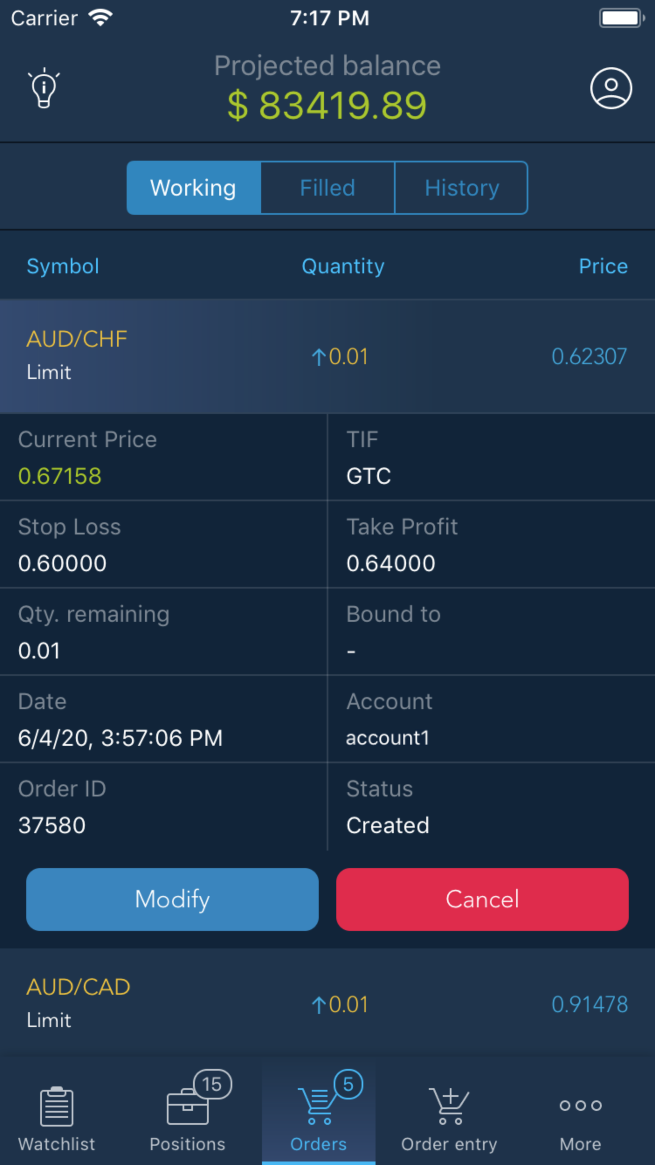 Carrier 7:17 PM
Projected balance
$ 83419.89
Working Filled History
Symbol Quantity Price
AUD/CHF
Limit
↑0.01 0.62307
Current Price TIF
0.67158 GTC
Stop Loss Take Profit
0.60000 0.64000
Qty. remaining Bound to
0.01 -
Date Account
6/4/20, 3:57:06 PM account1
Order ID Status
37580 Created
Modify Cancel
AUD/CAD
Limit
↑0.01 0.91478
15 5
Watchlist Positions Orders Order entry More